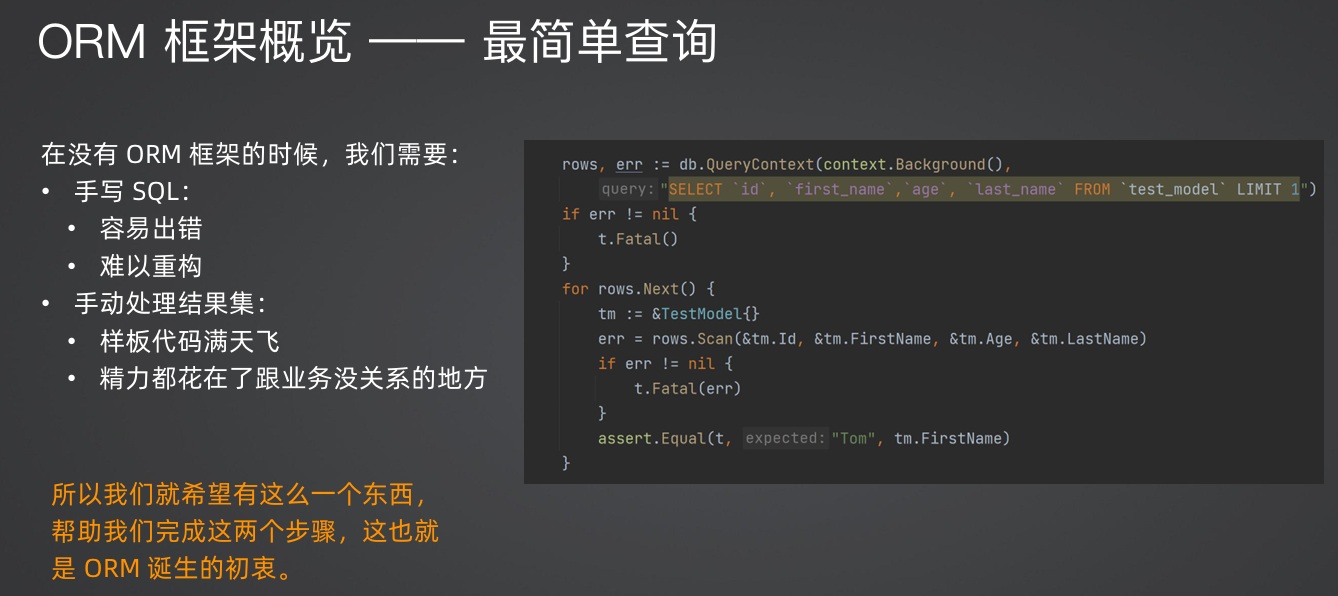 ORM 框架概览 —— 最简单查询
在没有 ORM 框架的时候，我们需要：
• 手写 SQL：
• 容易出错
• 难以重构
• 手动处理结果集：
• 样板代码满天飞
• 精力都花在了跟业务没关系的地方
所以我们就希望有这么一个东西，
帮助我们完成这两个步骤，这也就
是 ORM 诞生的初衷。
rows, err := db.QueryContext(context.Background(),
query: "SELECT `id`, `first_name`,`age`, `last_name` FROM `test_model` LIMIT 1")
if err != nil {
t.Fatal()
}
for rows.Next() {
tm := &TestModel{}
err = rows.Scan(&tm.Id, &tm.FirstName, &tm.Age, &tm.LastName)
if err != nil {
t.Fatal(err)
}
assert.Equal(t, expected: "Tom", tm.FirstName)
}